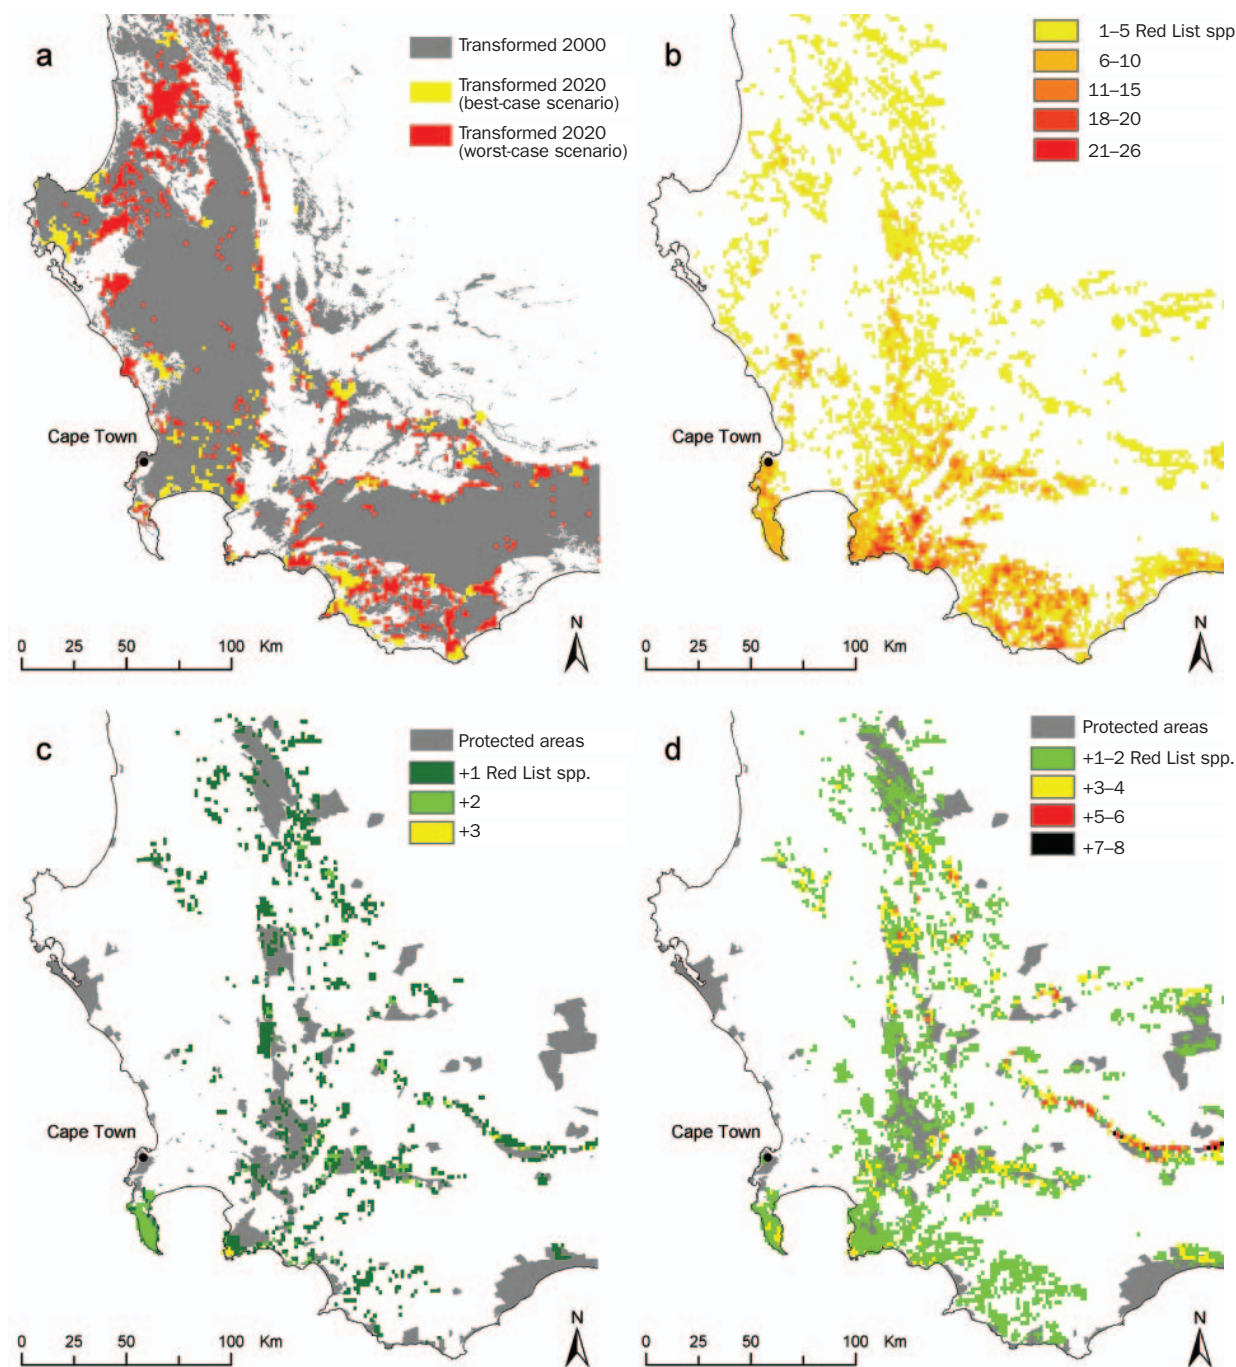 a
Transformed 2000
Transformed 2020
(best-case scenario)
Transformed 2020
(worst-case scenario)
Cape Town
N
0 25 50 100 Km
b
1–5 Red List spp
6–10
11–15
18–20
21–26
Cape Town
N
0 25 50 100 Km
c
Protected areas
+1 Red List spp.
+2
+3
Cape Town
N
0 25 50 100 Km
d
Protected areas
+1–2 Red List spp.
+3–4
+5–6
+7–8
Cape Town
N
0 25 50 100 Km